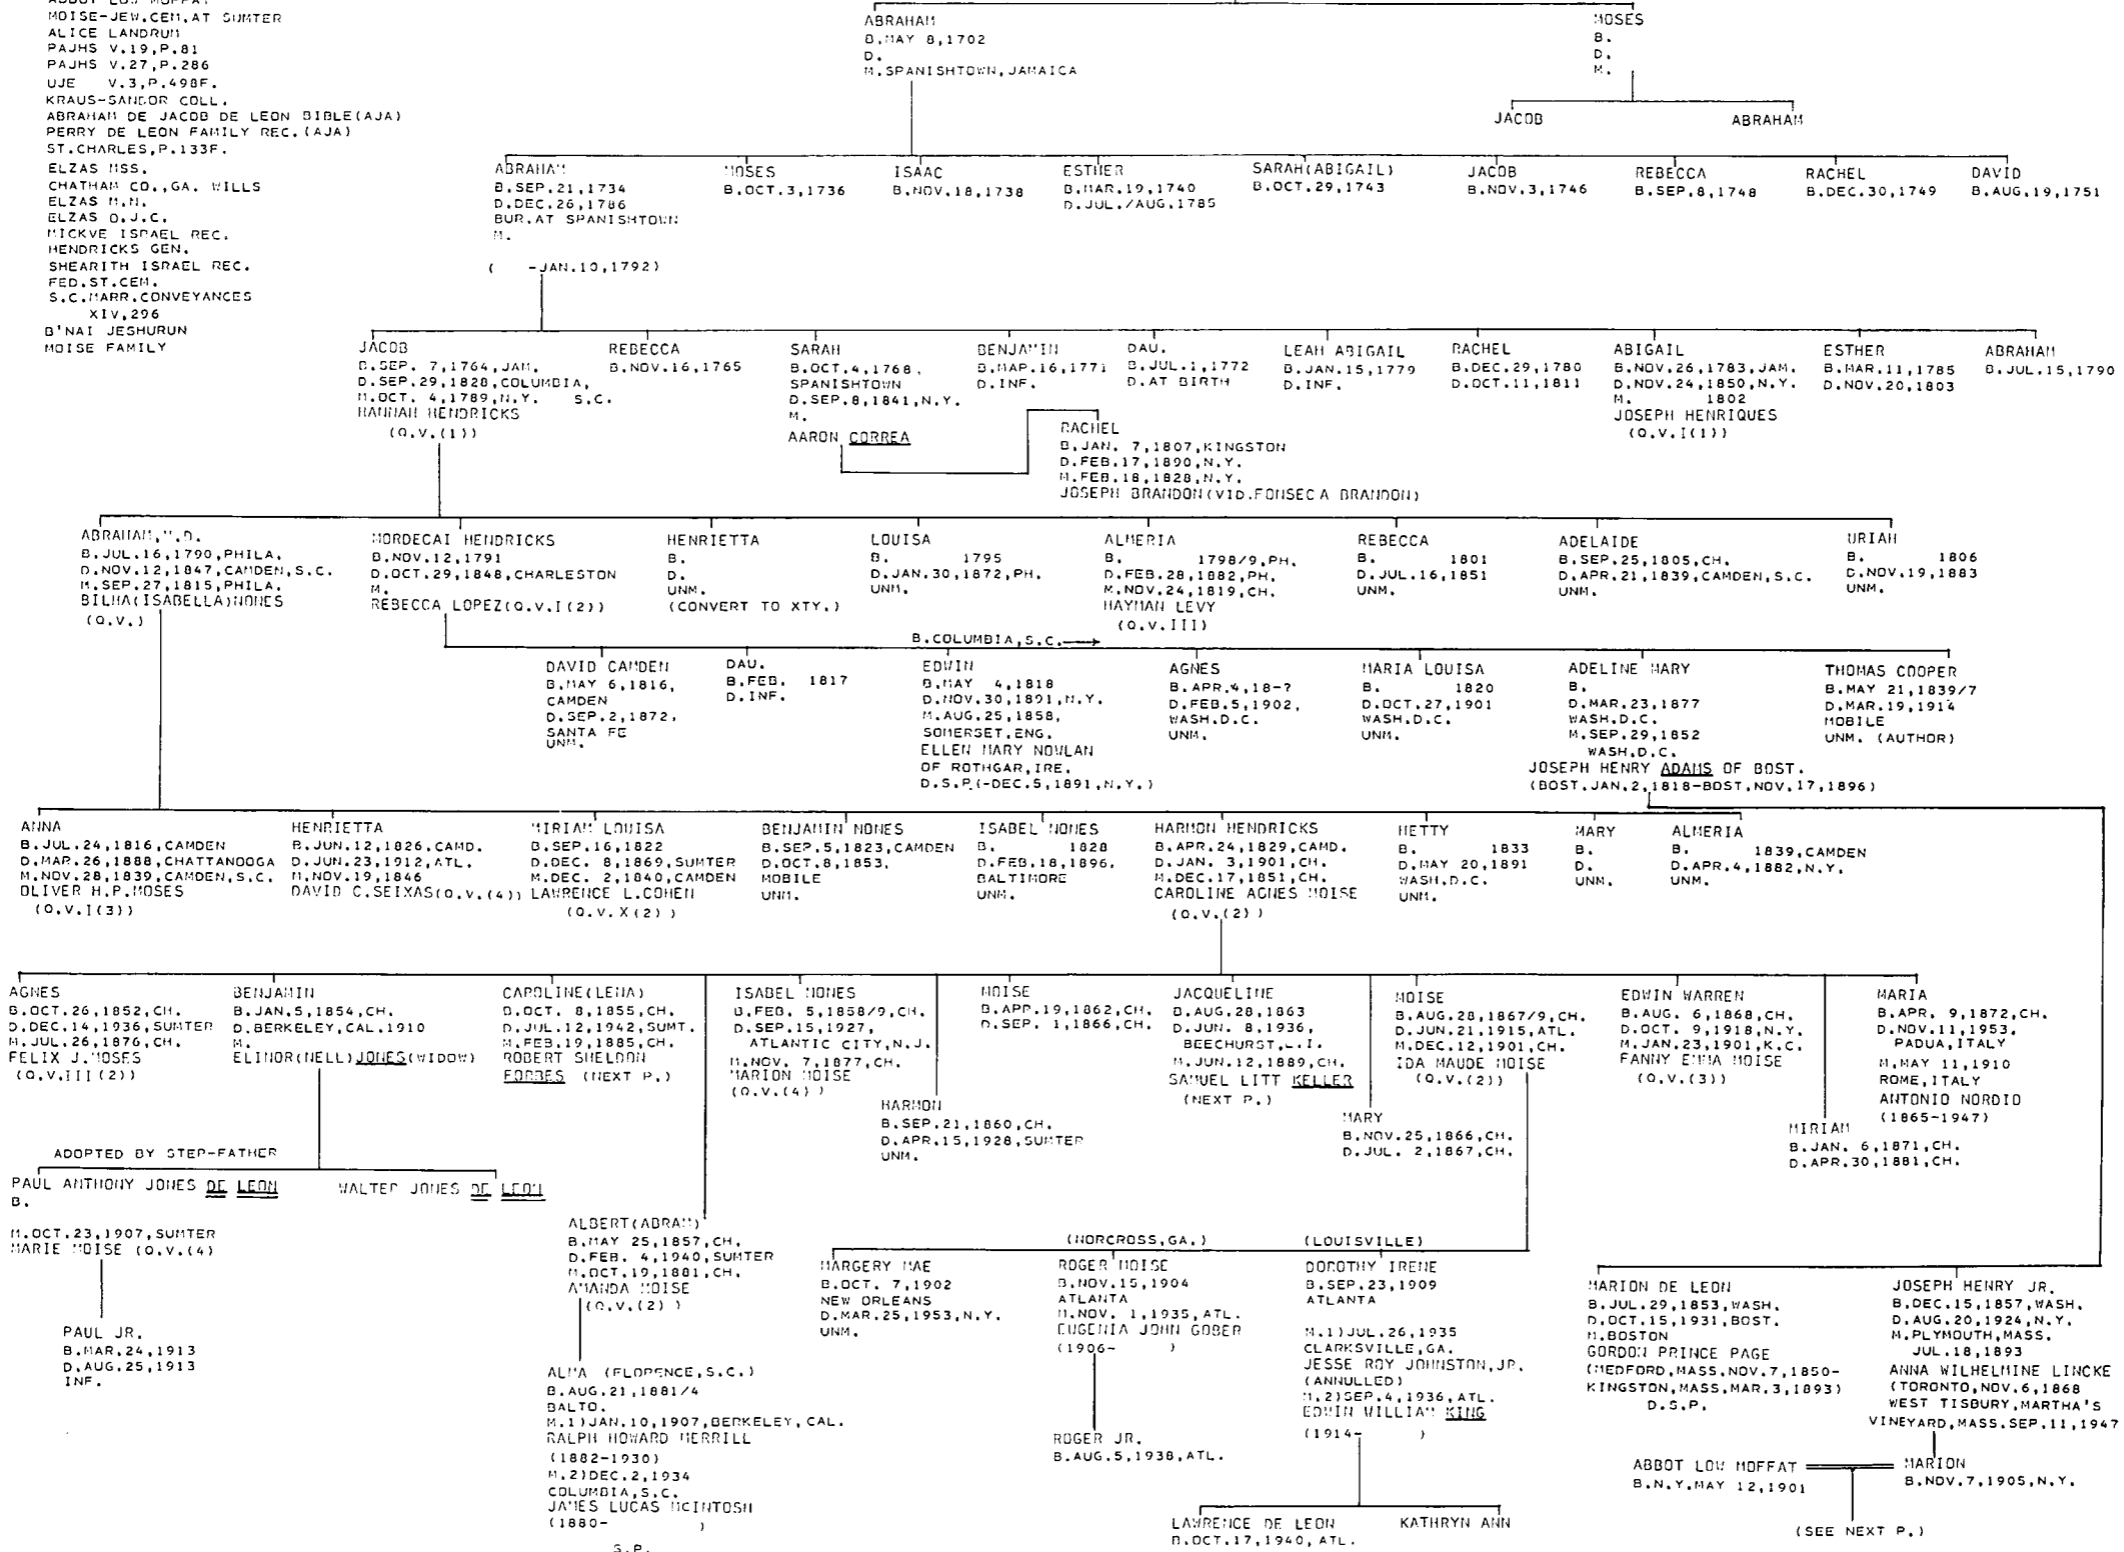 ABBOT LOW MOFFAT
MOISE-JEW.CEM.AT SUMTER
ALICE LANDRUM
PAJHS V.19,P.81
PAJHS V.27,P.286
UJE V.3,P.498F.
KRAUS-SANDOR COLL.
ABRAHAM DE JACOB DE LEON BIBLE(AJA)
PERRY DE LEON FAMILY REC.(AJA)
ST.CHARLES,P.133F.
ELZAS MSS.
CHATHAM CO.,GA. WILLS
ELZAS M.N.
ELZAS O.J.C.
MICKVE ISRAEL REC.
HENDRICKS GEN.
SHEARITH ISRAEL REC.
FED.ST.CEM.
S.C.MARR.CONVEYANCES
XIV,296
B'NAI JESHURUN
MOISE FAMILY
ABRAHAM
B.MAY 8,1702
D.
M.SPANISHTOWN,JAMAICA
MOSES
B.
D.
M.
JACOB
ABRAHAM
ABRAHAM
B.SEP.21,1734
D.DEC.26,1786
BUR.AT SPANISHTOWN
M.
( -JAN.10,1792)
MOSES
B.OCT.3,1736
ISAAC
B.NOV.18,1738
ESTHER
B.MAR.19,1740
D.JUL./AUG.1785
SARAH(ABIGAIL)
B.OCT.29,1743
JACOB
B.NOV.3,1746
REBECCA
B.SEP.8,1748
RACHEL
B.DEC.30,1749
DAVID
B.AUG.19,1751
JACOB
B.SEP. 7,1764,JAM.
D.SEP.29,1828,COLUMBIA,
M.OCT. 4,1789,N.Y. S.C.
HANNAH HENDRICKS
(Q.V.(1))
REBECCA
B.NOV.16,1765
SARAH
B.OCT.4,1768,
SPANISHTOWN
D.SEP.8,1841,N.Y.
M.
AARON CORREA
BENJAMIN
B.MAR.16,1771
D.INF.
DAU.
B.JUL.1,1772
D.AT BIRTH
LEAH ABIGAIL
B.JAN.15,1779
D.INF.
RACHEL
B.DEC.29,1780
D.OCT.11,1811
ABIGAIL
B.NOV.26,1783,JAM.
D.NOV.24,1850,N.Y.
M. 1802
JOSEPH HENRIQUES
(Q.V.I(1))
ESTHER
B.MAR.11,1785
D.NOV.20,1803
ABRAHAM
B.JUL.15,1790
RACHEL
B.JAN. 7,1807,KINGSTON
D.FEB.17,1890,N.Y.
M.FEB.18,1828,N.Y.
JOSEPH BRANDON(VID.FONSECA BRANDON)
ABRAHAM,M.D.
B.JUL.16,1790,PHILA.
D.NOV.12,1847,CAMDEN,S.C.
M.SEP.27,1815,PHILA.
BILHA(ISABELLA)NONES
(Q.V.)
MORDECAI HENDRICKS
B.NOV.12,1791
D.OCT.29,1848,CHARLESTON
M.
REBECCA LOPEZ(Q.V.I(2))
HENRIETTA
B.
D.
UNM.
(CONVERT TO XTY.)
LOUISA
B. 1795
D.JAN.30,1872,PH.
UNM.
ALMERIA
B. 1798/9,PH.
D.FEB.28,1882,PH.
M.NOV.24,1819,CH.
HAYMAN LEVY
(Q.V.III)
REBECCA
B. 1801
D.JUL.16,1851
UNM.
ADELAIDE
B.SEP.25,1805,CH.
D.APR.21,1839,CAMDEN,S.C.
UNM.
URIAH
B. 1806
D.NOV.19,1883
UNM.
B.COLUMBIA,S.C.→
DAVID CAMDEN
B.MAY 6,1816,
CAMDEN
D.SEP.2,1872,
SANTA FE
UNM.
DAU.
B.FEB. 1817
D.INF.
EDWIN
B.MAY 4,1818
D.NOV.30,1891,N.Y.
M.AUG.25,1858,
SOMERSET,ENG.
ELLEN MARY NOWLAN
OF ROTHGAR,IRE.
D.S.P.(-DEC.5,1891,N.Y.)
AGNES
B.APR.4,18-?
D.FEB.5,1902,
WASH.D.C.
UNM.
MARIA LOUISA
B. 1820
D.OCT.27,1901
WASH.D.C.
UNM.
ADELINE MARY
B.
D.MAR.23,1877
WASH.D.C.
M.SEP.29,1852
WASH.D.C.
JOSEPH HENRY ADAMS OF BOST.
(BOST.JAN.2,1818-BOST.NOV.17,1896)
THOMAS COOPER
B.MAY 21,1839/7
D.MAR.19,1914
MOBILE
UNM. (AUTHOR)
ANNA
B.JUL.24,1816,CAMDEN
D.MAR.26,1888,CHATTANOOGA
M.NOV.28,1839,CAMDEN,S.C.
OLIVER H.P.MOSES
(Q.V.I(3))
HENRIETTA
B.JUN.12,1826,CAMD.
D.JUN.23,1912,ATL.
M.NOV.19,1846
DAVID C.SEIXAS(Q.V.(4))
MIRIAM LOUISA
B.SEP.16,1822
D.DEC. 8,1869,SUMTER
M.DEC. 2,1840,CAMDEN
LAWRENCE L.COHEN
(Q.V.X(2))
BENJAMIN NONES
B.SEP.5,1823,CAMDEN
D.OCT.8,1853,
MOBILE
UNM.
ISABEL NONES
B. 1828
D.FEB.18,1896,
BALTIMORE
UNM.
HARMON HENDRICKS
B.APR.24,1829,CAMD.
D.JAN. 3,1901,CH.
M.DEC.17,1851,CH.
CAROLINE AGNES MOISE
(Q.V.(2))
HETTY
B. 1833
D.MAY 20,1891
WASH.D.C.
UNM.
MARY
B.
D.
UNM.
ALMERIA
B. 1839,CAMDEN
D.APR.4,1882,N.Y.
UNM.
AGNES
B.OCT.26,1852,CH.
D.DEC.14,1936,SUMTER
M.JUL.26,1876,CH.
FELIX J.MOSES
(Q.V.III(2))
BENJAMIN
B.JAN.5,1854,CH.
D.BERKELEY,CAL.1910
M.
ELINOR(NELL)JONES(WIDOW)
CAROLINE(LENA)
B.OCT. 8,1855,CH.
D.JUL.12,1942,SUMT.
M.FEB.19,1885,CH.
ROBERT SHELDON
FORBES (NEXT P.)
ISABEL NONES
B.FEB. 5,1858/9,CH.
D.SEP.15,1927,
ATLANTIC CITY,N.J.
M.NOV. 7,1877,CH.
MARION MOISE
(Q.V.(4))
HARMON
B.SEP.21,1860,CH.
D.APR.15,1928,SUMTER
UNM.
MOISE
B.APR.19,1862,CH.
D.SEP. 1,1866,CH.
JACQUELINE
B.AUG.28,1863
D.JUN. 8,1936,
BEECHURST,L.I.
M.JUN.12,1889,CH.
SAMUEL LITT KELLER
(NEXT P.)
MARY
B.NOV.25,1866,CH.
D.JUL. 2,1867,CH.
MOISE
B.AUG.28,1867/9,CH.
D.JUN.21,1915,ATL.
M.DEC.12,1901,CH.
IDA MAUDE MOISE
(Q.V.(2))
EDWIN WARREN
B.AUG. 6,1868,CH.
D.OCT. 9,1918,N.Y.
M.JAN.23,1901,K.C.
FANNY EMMA MOISE
(Q.V.(3))
MIRIAM
B.JAN. 6,1871,CH.
D.APR.30,1881,CH.
MARIA
B.APR. 9,1872,CH.
D.NOV.11,1953,
PADUA,ITALY
M.MAY 11,1910
ROME,ITALY
ANTONIO NORDIO
(1865-1947)
ADOPTED BY STEP-FATHER
PAUL ANTHONY JONES DE LEON
B.
M.OCT.23,1907,SUMTER
MARIE MOISE (Q.V.(4)
WALTER JONES DE LEON
PAUL JR.
B.MAR.24,1913
D.AUG.25,1913
INF.
ALBERT(ABRAM)
B.MAY 25,1857,CH.
D.FEB. 4,1940,SUMTER
M.OCT.19,1881,CH.
AMANDA MOISE
(Q.V.(2))
ALMA (FLORENCE,S.C.)
B.AUG.21,1881/4
BALTO.
M.1)JAN.10,1907,BERKELEY,CAL.
RALPH HOWARD MERRILL
(1882-1930)
M.2)DEC.2,1934
COLUMBIA,S.C.
JAMES LUCAS MCINTOSH
(1880- )
S.P.
(NORCROSS,GA.)
(LOUISVILLE)
MARGERY MAE
B.OCT. 7,1902
NEW ORLEANS
D.MAR.25,1953,N.Y.
UNM.
ROGER MOISE
B.NOV.15,1904
ATLANTA
M.NOV. 1,1935,ATL.
EUGENIA JOHN GOBER
(1906- )
ROGER JR.
B.AUG.5,1938,ATL.
DOROTHY IRENE
B.SEP.23,1909
ATLANTA
M.1)JUL.26,1935
CLARKSVILLE,GA.
JESSE ROY JOHNSTON,JR.
(ANNULLED)
M.2)SEP.4,1936,ATL.
EDWIN WILLIAM KING
(1914- )
LAWRENCE DE LEON
B.OCT.17,1940,ATL.
KATHRYN ANN
MARION DE LEON
B.JUL.29,1853,WASH.
D.OCT.15,1931,BOST.
M.BOSTON
GORDON PRINCE PAGE
(MEDFORD,MASS,NOV.7,1850-
KINGSTON,MASS,MAR.3,1893)
D.S.P.
JOSEPH HENRY JR.
B.DEC.15,1857,WASH.
D.AUG.20,1924,N.Y.
M.PLYMOUTH,MASS.
JUL.18,1893
ANNA WILHELMINE LINCKE
(TORONTO,NOV.6,1868
WEST TISBURY,MARTHA'S
VINEYARD,MASS.SEP.11,1947
ABBOT LOW MOFFAT
B.N.Y.MAY 12,1901
MARION
B.NOV.7,1905,N.Y.
(SEE NEXT P.)